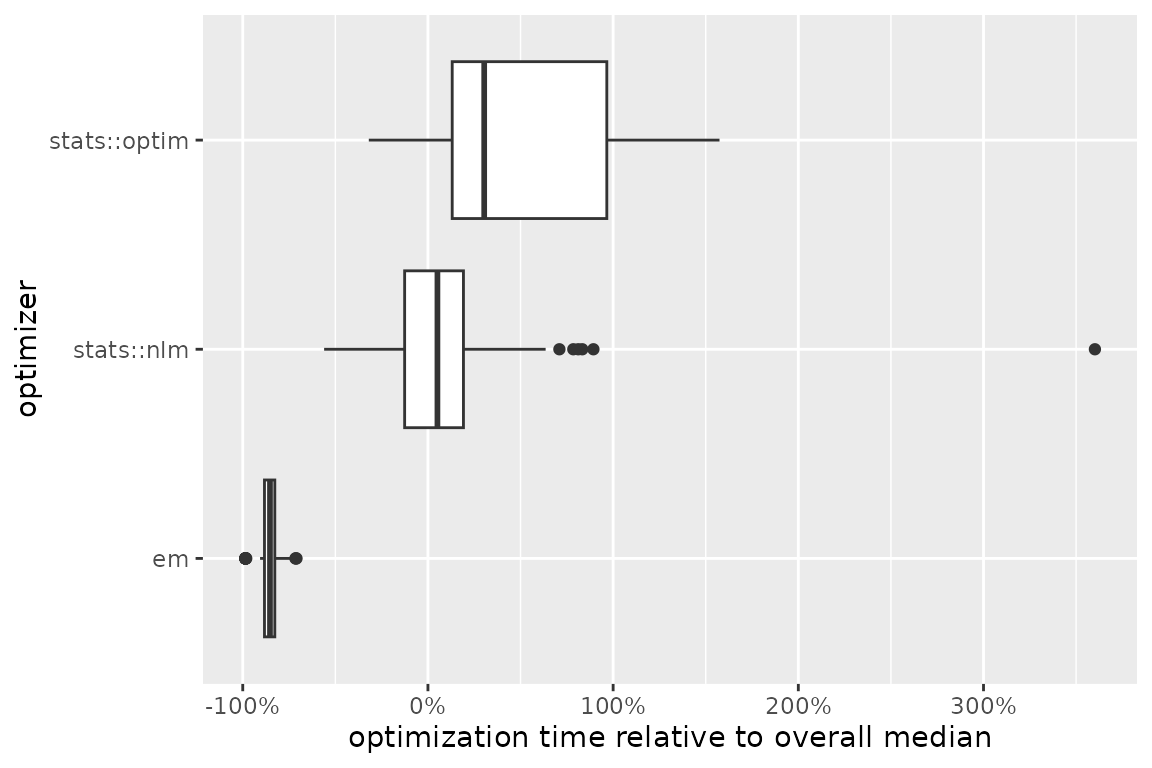 optimizer
stats::optim
stats::nlm
em
-100% 0% 100% 200% 300%
optimization time relative to overall median